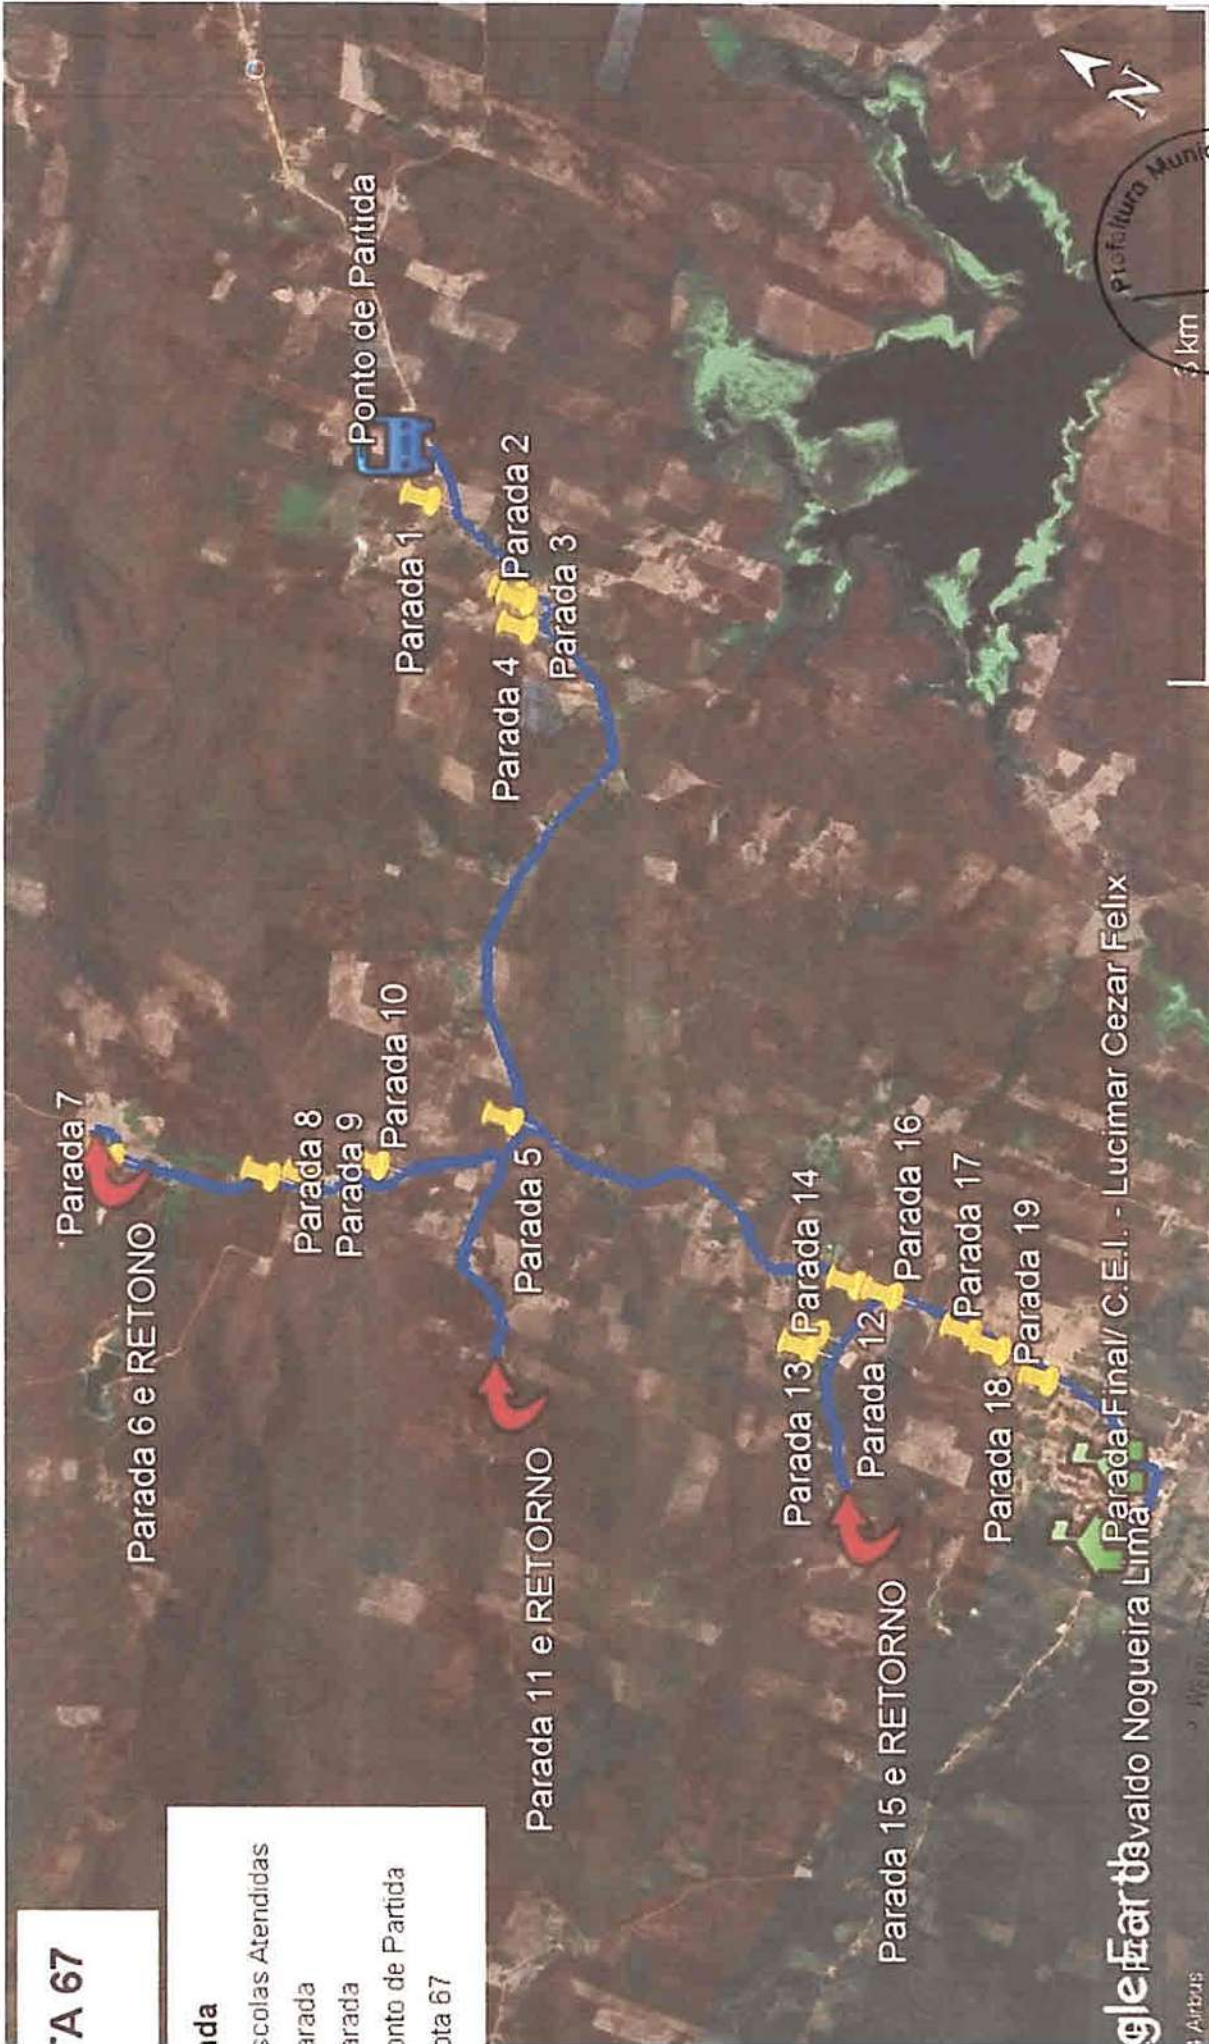 TA 67
nda
scolas Atendidas
arada
arada
onto de Partida
ota 67
Parada 7
Parada 6 e RETONO
Parada 8
Parada 9
Parada 10
Ponto de Partida
Parada 1
Parada 2
Parada 3
Parada 4
Parada 5
Parada 11 e RETORNO
Parada 13
Parada 14
Parada 12
Parada 16
Parada 15 e RETORNO
Parada 17
Parada 18
Parada 19
Parada Final/ C.E.I. - Lucimar Cezar Felix
Osvaldo Nogueira Lima
gle Earth
Airbus
3 km
N
Prefeitura Munic